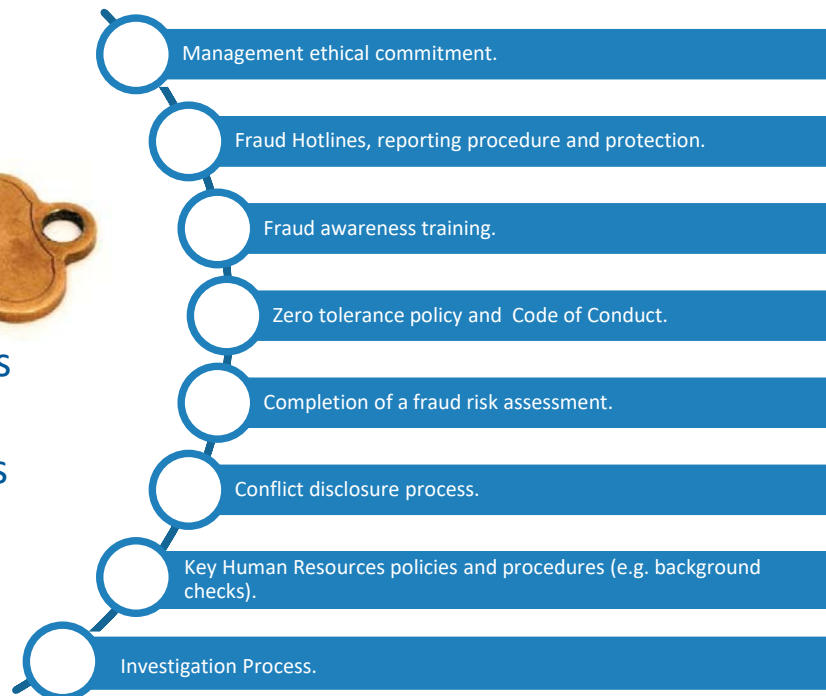 Management ethical commitment.
Fraud Hotlines, reporting procedure and protection.
Fraud awareness training.
Zero tolerance policy and  Code of Conduct.
s
Completion of a fraud risk assessment.
s
Conflict disclosure process.
Key Human Resources policies and procedures (e.g. background
checks).
Investigation Process.